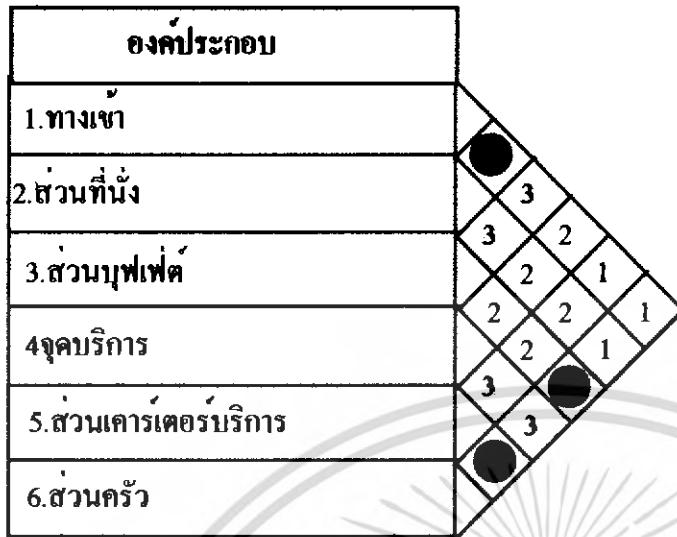 องค์ประกอบ
1.ทางเข้า
3
2.ส่วนที่นั่ง
3 2
3.ส่วนบุฟเฟ่ต์
2 1
2 2 1
4จุดบริการ
2 1
3
5.ส่วนเคาร์เตอร์บริการ
3
6.ส่วนครัว